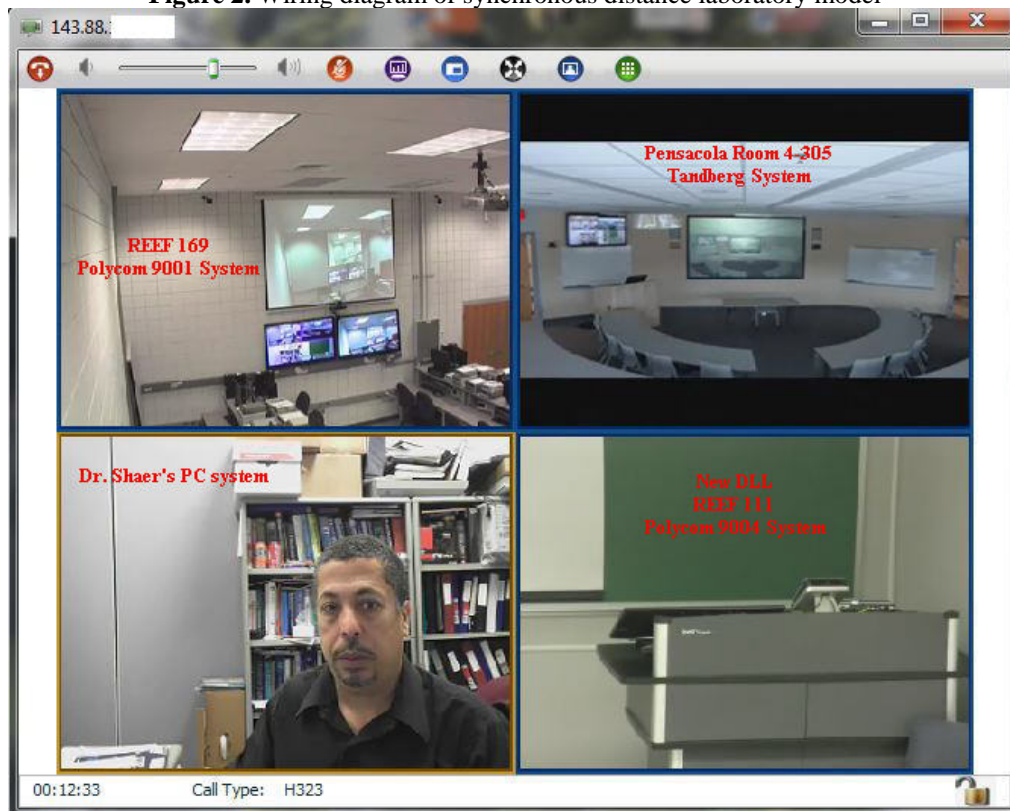 Figure 2. Wiring diagram of synchronous distance laboratory model
143.88.
REEF 169
Polycom 9001 System
Pensacola Room 4-305
Tandberg System
Dr. Shaer's PC system
New DLL
REEF 111
Polycom 9004 System
00:12:33 Call Type: H323